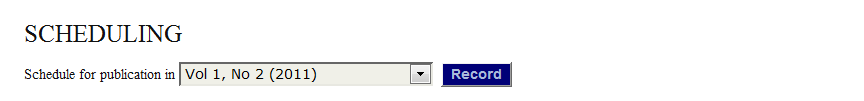 SCHEDULING
Schedule for publication in Vol 1, No 2 (2011) Record